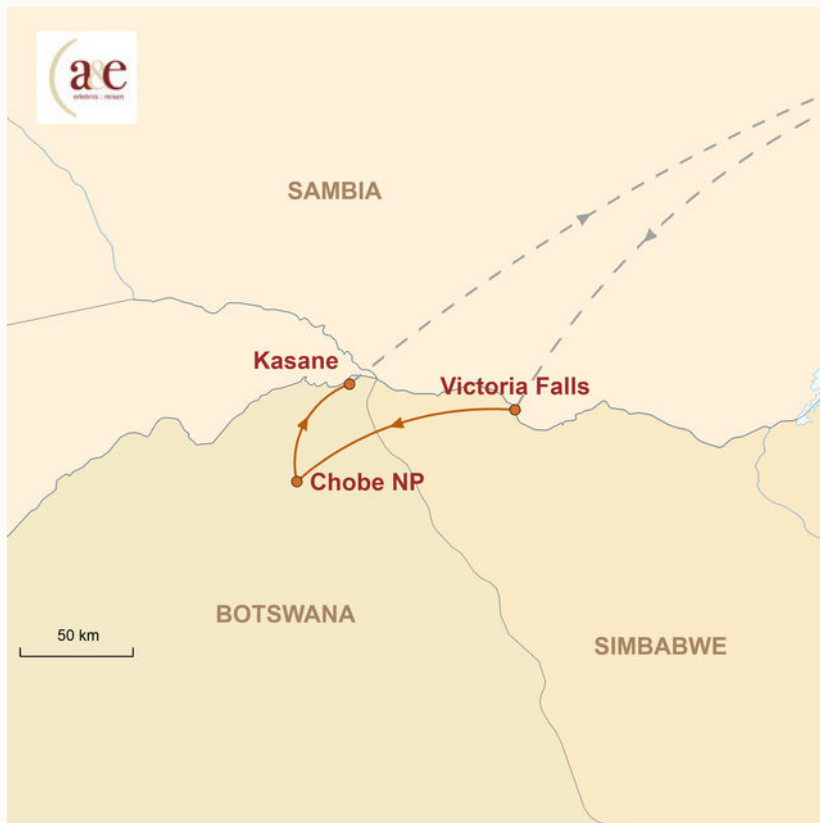 a&e
erlebnis : reisen
SAMBIA
Kasane
Victoria Falls
Chobe NP
BOTSWANA
50 km
SIMBABWE